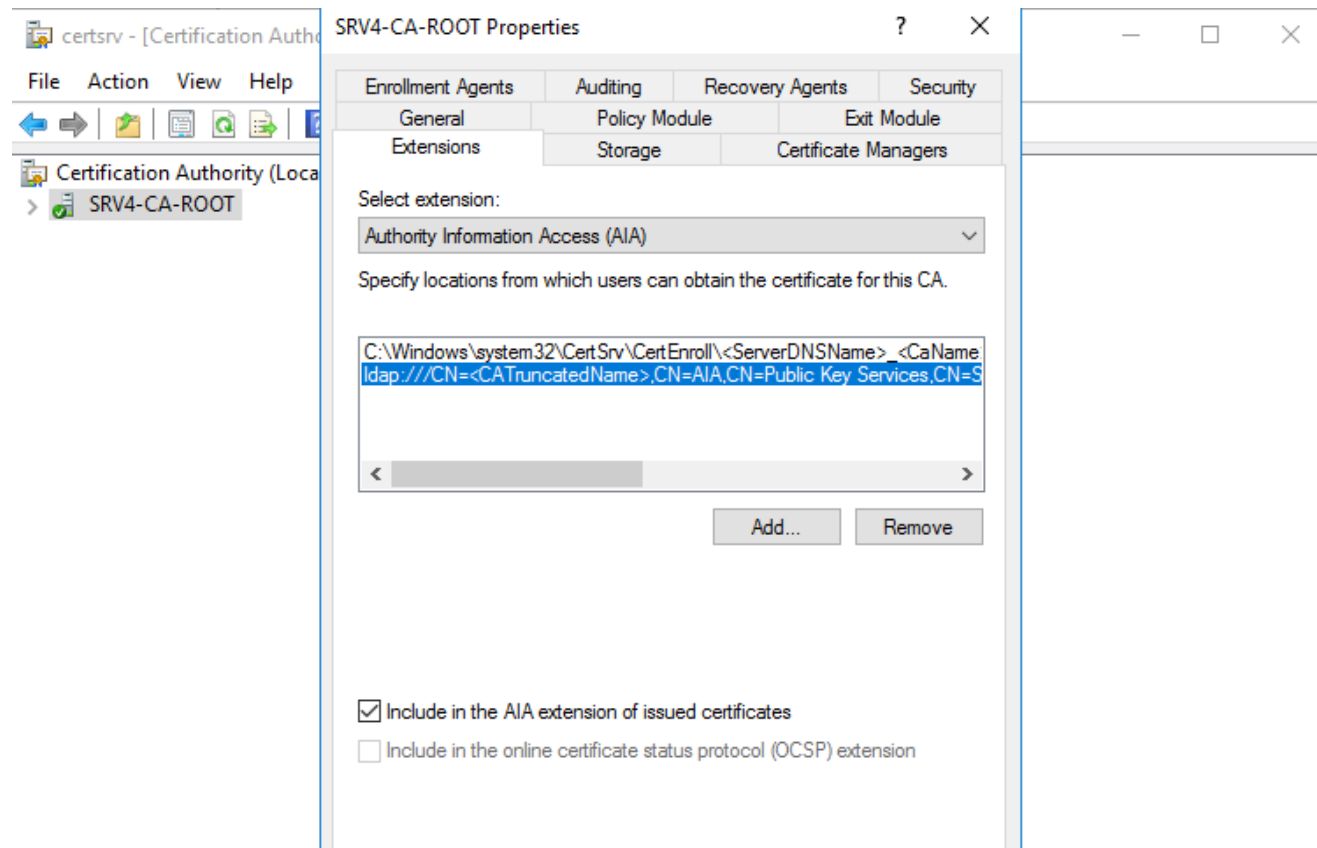 certsrv - [Certification Autho
File Action View Help
Certification Authority (Loca
SRV4-CA-ROOT
SRV4-CA-ROOT Properties ?
Enrollment Agents Auditing Recovery Agents Security
General Policy Module Exit Module
Extensions Storage Certificate Managers
Select extension:
Authority Information Access (AIA)
Specify locations from which users can obtain the certificate for this CA.
C:\Windows\system32\CertSrv\CertEnroll\<ServerDNSName>_<CaName
ldap:///CN=<CATruncatedName>,CN=AIA,CN=Public Key Services,CN=S
Add... Remove
Include in the AIA extension of issued certificates
Include in the online certificate status protocol (OCSP) extension